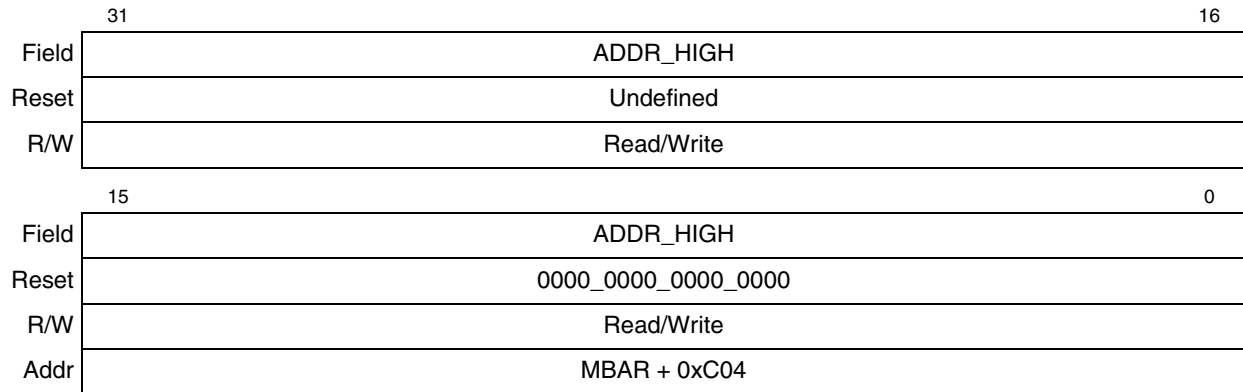 31 16
Field ADDR_HIGH
Reset Undefined
R/W Read/Write
15 0
Field ADDR_HIGH
Reset 0000_0000_0000_0000
R/W Read/Write
Addr MBAR + 0xC04